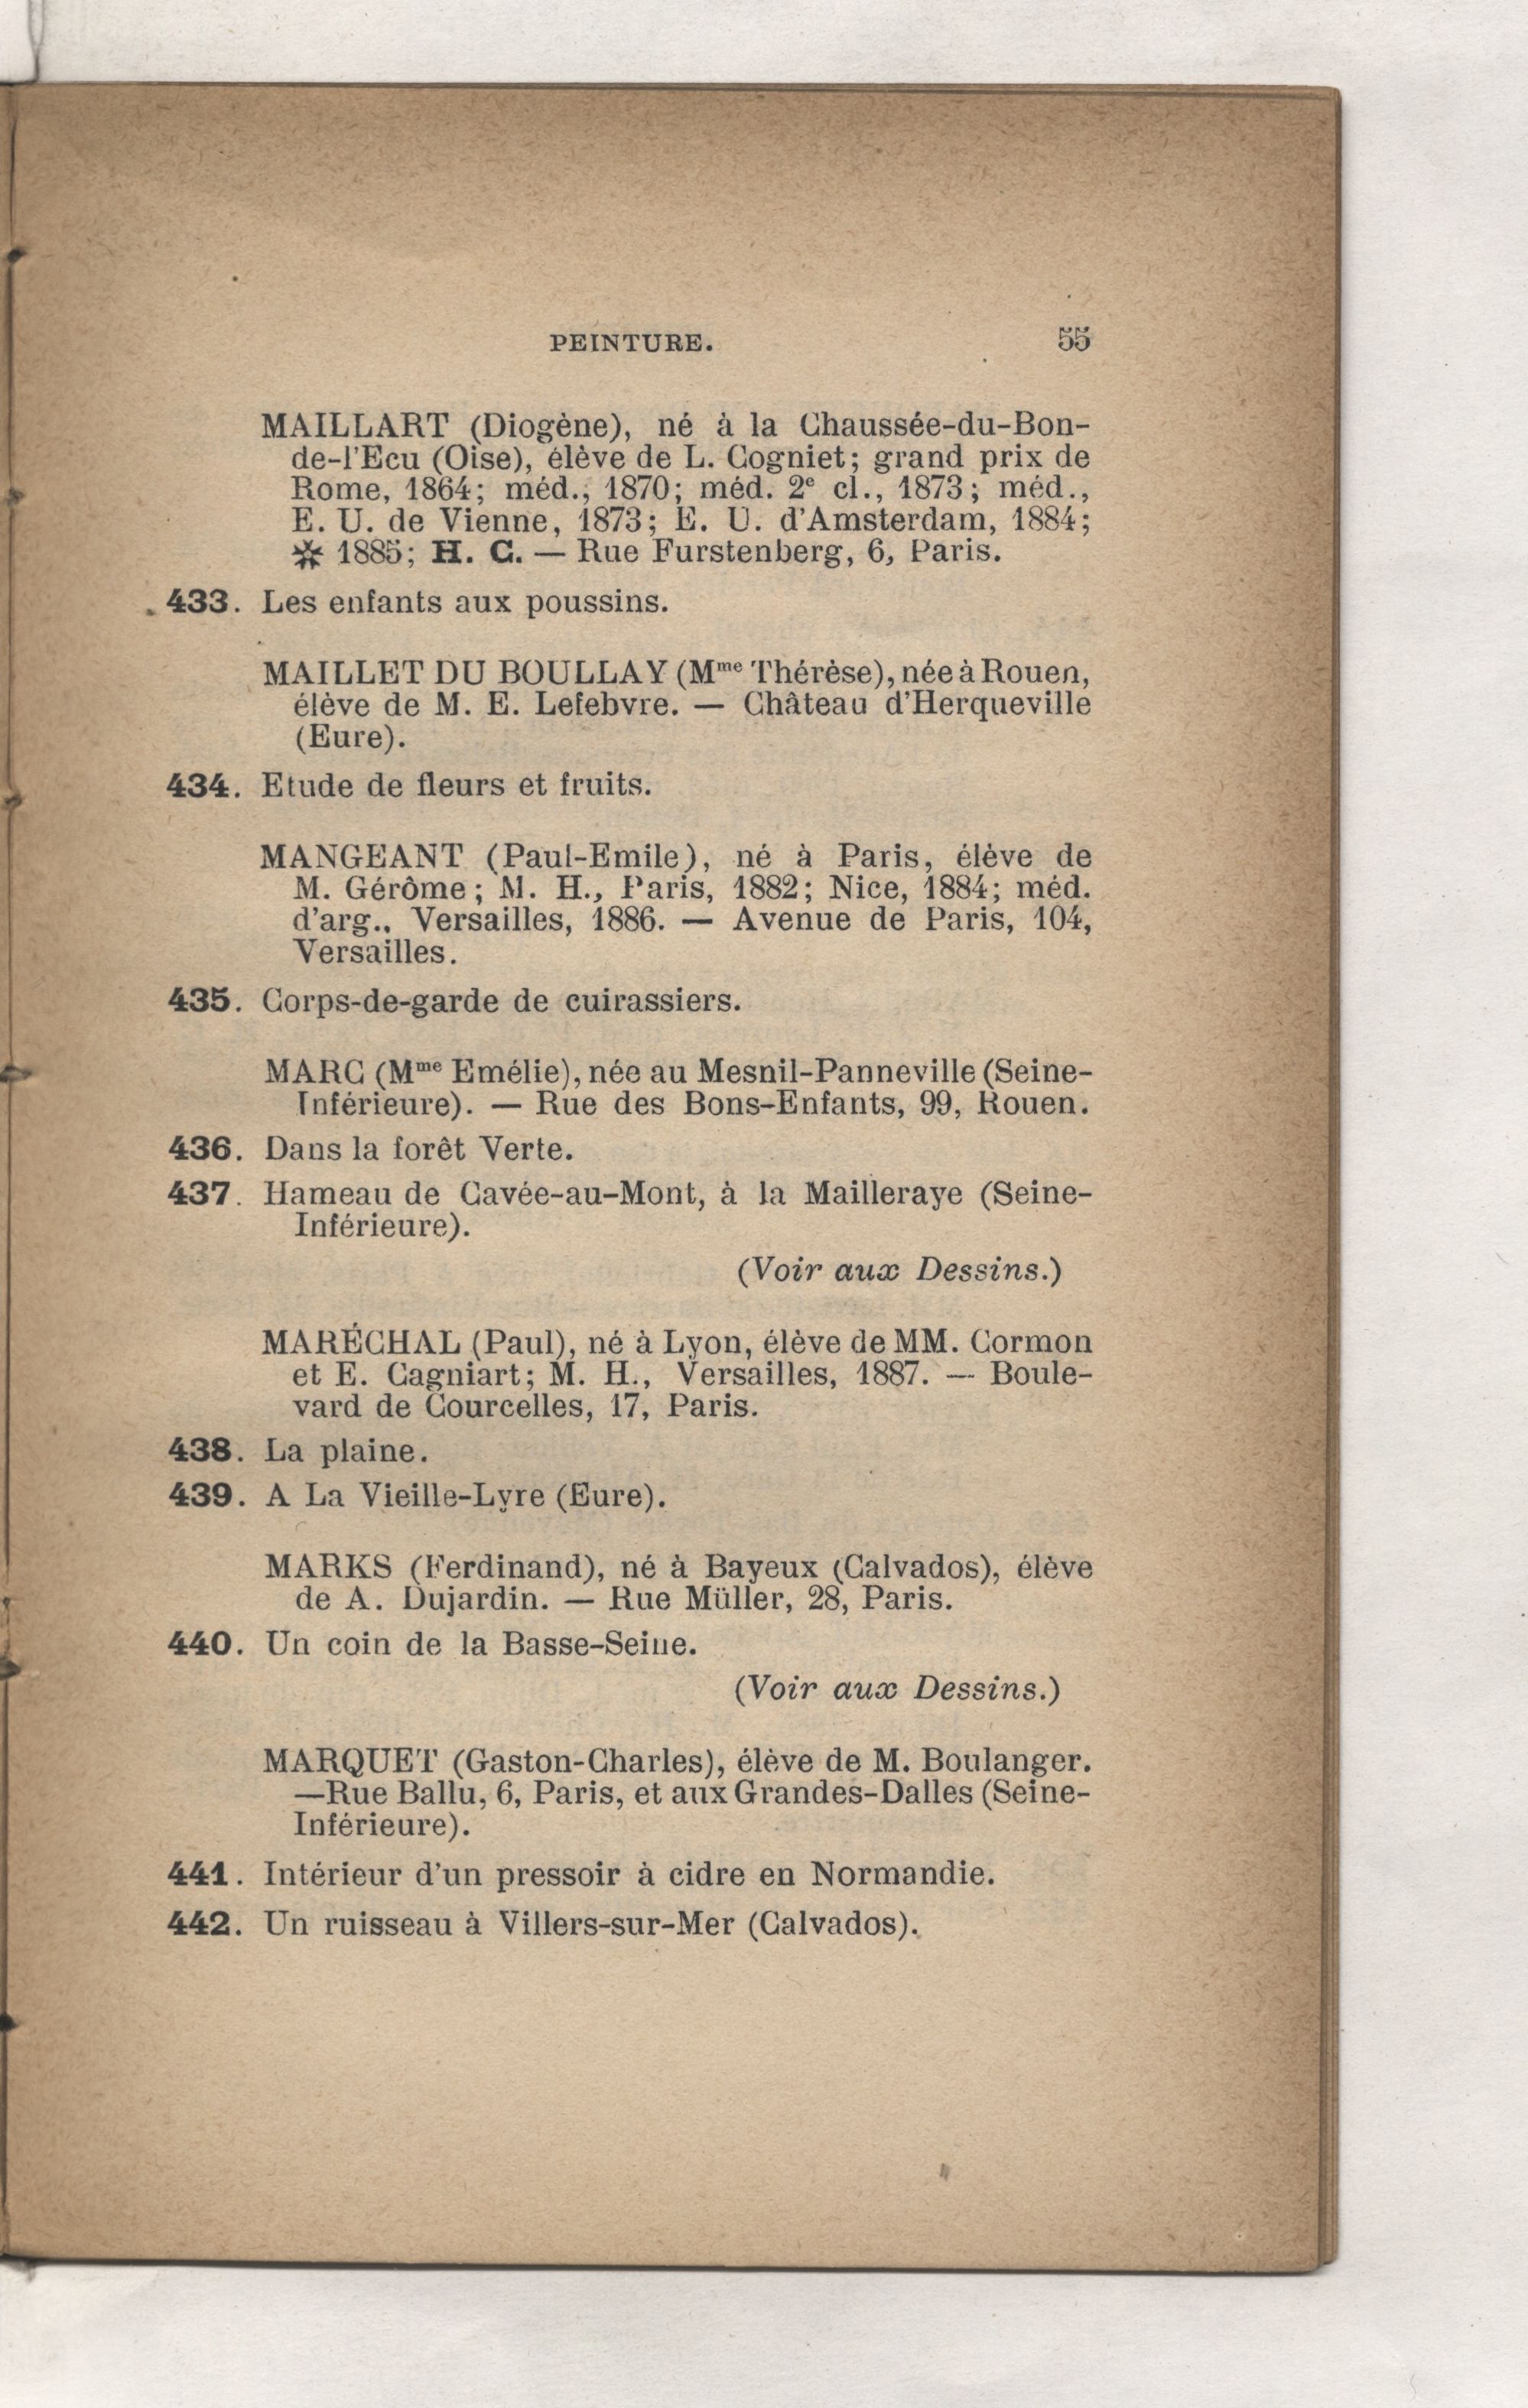 PEINTURE. 55
MAILLART (Diogène), né à la Chaussée-du-Bon-
de-l'Ecu (Oise), élève de L. Cogniet; grand prix de
Rome, 1864; méd., 1870; méd. 2e cl., 1873; méd.,
E. U. de Vienne, 1873; E. U. d'Amsterdam, 1884;
✻ 1885; H. C. — Rue Furstenberg, 6, Paris.
433. Les enfants aux poussins.
MAILLET DU BOULLAY (Mme Thérèse), née à Rouen,
élève de M. E. Lefebvre. — Château d'Herqueville
(Eure).
434. Etude de fleurs et fruits.
MANGEANT (Paul-Emile), né à Paris, élève de
M. Gérôme; M. H., Paris, 1882; Nice, 1884; méd.
d'arg., Versailles, 1886. — Avenue de Paris, 104,
Versailles.
435. Corps-de-garde de cuirassiers.
MARC (Mme Emélie), née au Mesnil-Panneville (Seine-
Inférieure). — Rue des Bons-Enfants, 99, Rouen.
436. Dans la forêt Verte.
437. Hameau de Cavée-au-Mont, à la Mailleraye (Seine-
Inférieure).
(Voir aux Dessins.)
MARÉCHAL (Paul), né à Lyon, élève de MM. Cormon
et E. Cagniart; M. H., Versailles, 1887. — Boule-
vard de Courcelles, 17, Paris.
438. La plaine.
439. A La Vieille-Lyre (Eure).
MARKS (Ferdinand), né à Bayeux (Calvados), élève
de A. Dujardin. — Rue Müller, 28, Paris.
440. Un coin de la Basse-Seine.
(Voir aux Dessins.)
MARQUET (Gaston-Charles), élève de M. Boulanger.
—Rue Ballu, 6, Paris, et aux Grandes-Dalles (Seine-
Inférieure).
441. Intérieur d'un pressoir à cidre en Normandie.
442. Un ruisseau à Villers-sur-Mer (Calvados).